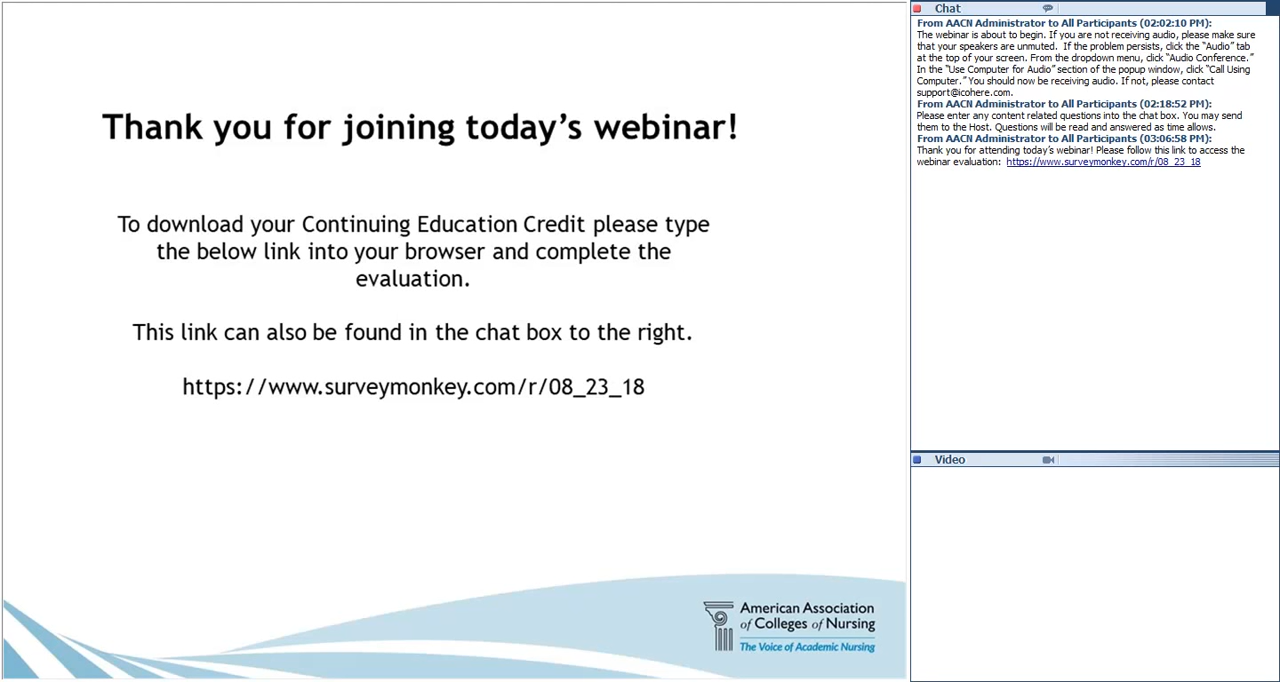 Thank you for joining today's webinar!
To download your Continuing Education Credit please type
the below link into your browser and complete the
evaluation.
This link can also be found in the chat box to the right.
https://www.surveymonkey.com/r/08_23_18
American Association
of Colleges of Nursing
The Voice of Academic Nursing
Chat
From AACN Administrator to All Participants (02:02:10 PM):
The webinar is about to begin. If you are not receiving audio, please make sure
that your speakers are unmuted.  If the problem persists, click the "Audio" tab
at the top of your screen. From the dropdown menu, click "Audio Conference."
In the "Use Computer for Audio" section of the popup window, click "Call Using
Computer." You should now be receiving audio. If not, please contact
support@icohere.com.
From AACN Administrator to All Participants (02:18:52 PM):
Please enter any content related questions into the chat box. You may send
them to the Host. Questions will be read and answered as time allows.
From AACN Administrator to All Participants (03:06:58 PM):
Thank you for attending today's webinar! Please follow this link to access the
webinar evaluation:  https://www.surveymonkey.com/r/08_23_18
Video